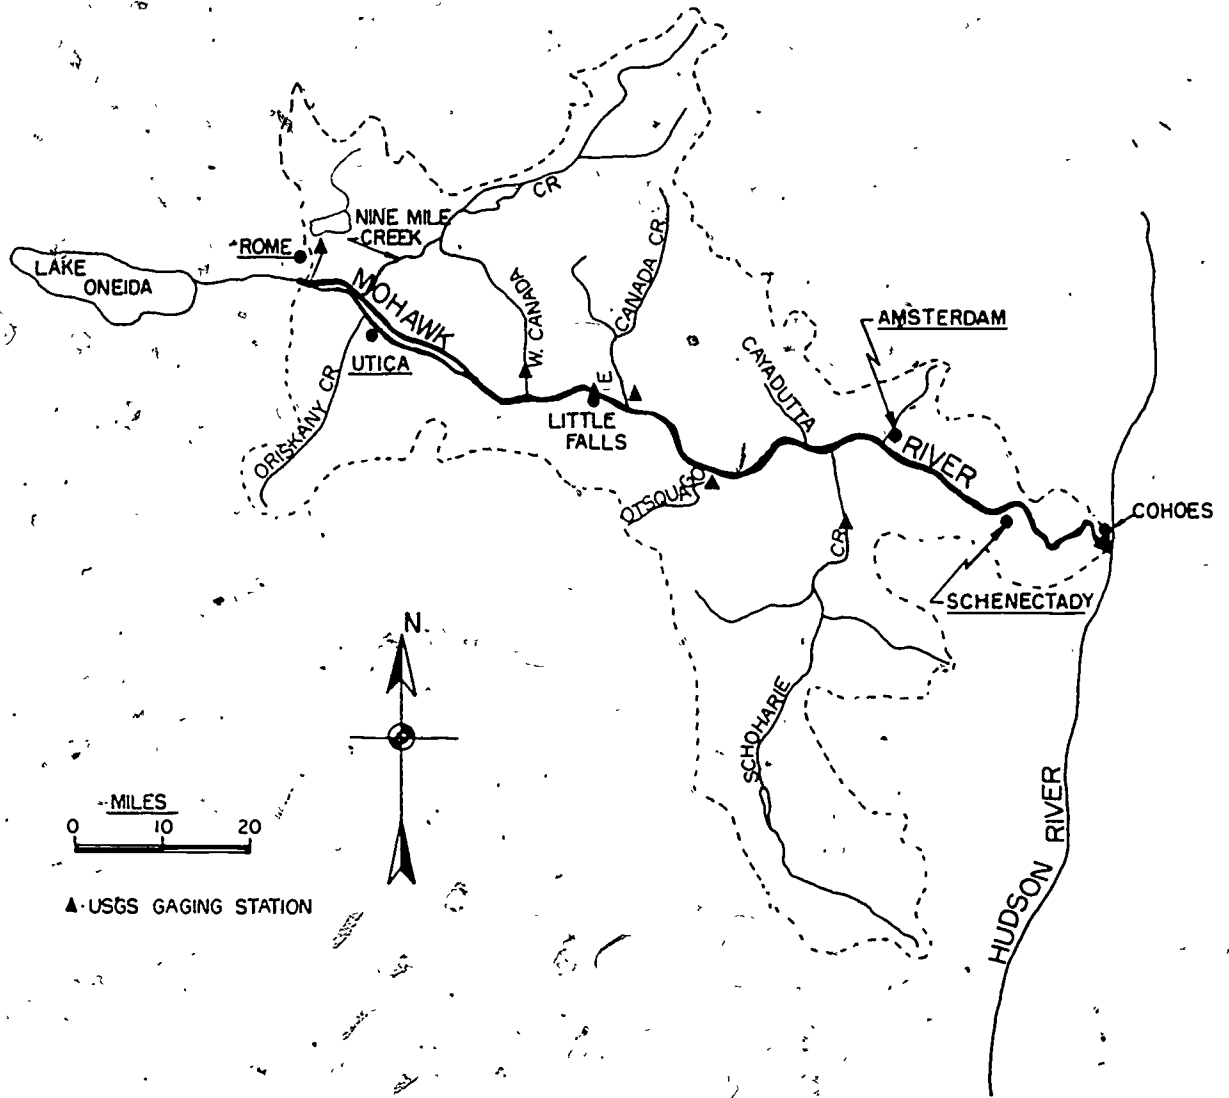 CR
NINE MILE
CREEK
ROME
LAKE
ONEIDA
MOHAWK
W. CANADA
E
CANADA CR.
UTICA
ORISKANY CR
LITTLE
FALLS
CAYADUTTA
AMSTERDAM
RIVER
OTSQUAGO
COHOES
CR
SCHENECTADY
N
SCHOHARIE
HUDSON RIVER
MILES
0 10 20
USGS GAGING STATION